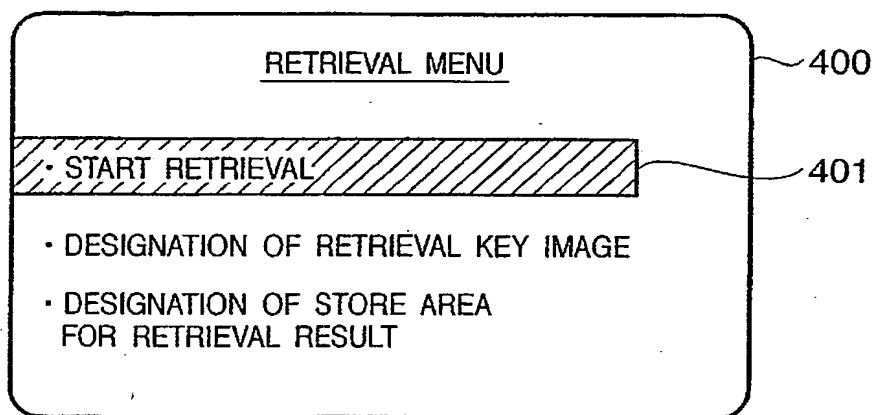 RETRIEVAL MENU
400
· START RETRIEVAL
401
· DESIGNATION OF RETRIEVAL KEY IMAGE
· DESIGNATION OF STORE AREA
FOR RETRIEVAL RESULT